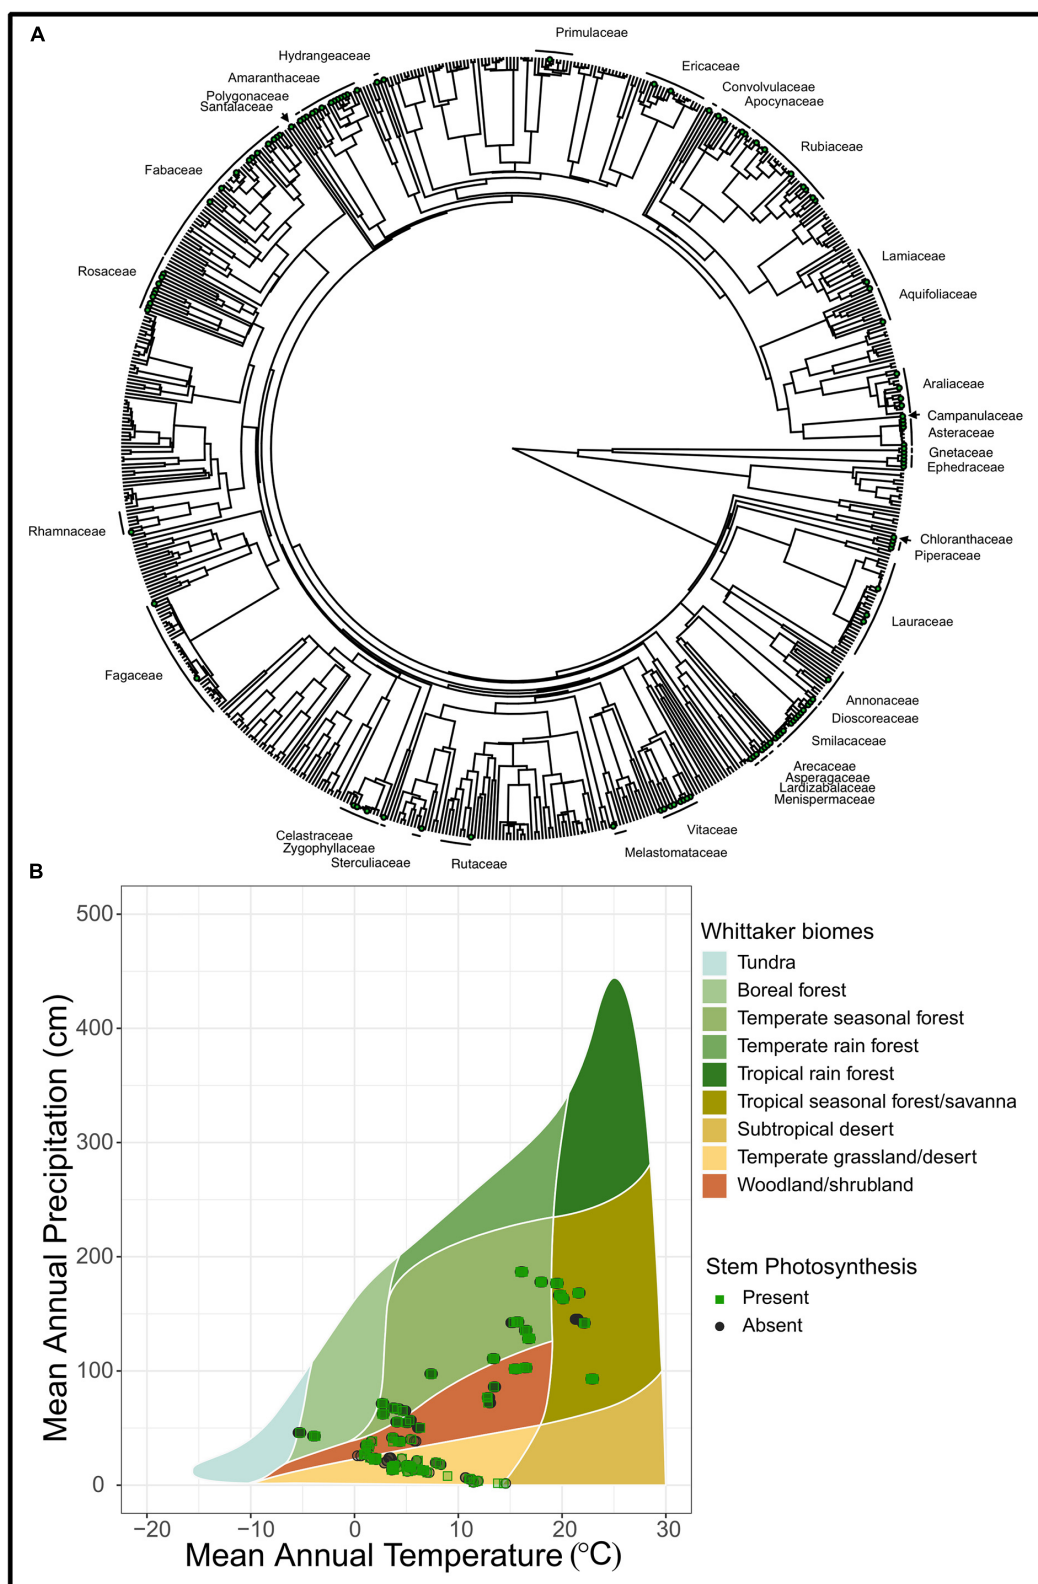 A
Primulaceae
Hydrangeaceae
Ericaceae
Amaranthaceae
Convolvulaceae
Polygonaceae
Apocynaceae
Santalaceae
Rubiaceae
Fabaceae
Lamiaceae
Rosaceae
Aquifoliaceae
Araliaceae
Campanulaceae
Asteraceae
Gnetaceae
Ephedraceae
Rhamnaceae
Chloranthaceae
Piperaceae
Lauraceae
Fagaceae
Annonaceae
Dioscoreaceae
Smilacaceae
Arecaceae
Asperagaceae
Lardizabalaceae
Menispermaceae
Vitaceae
Celastraceae
Zygophyllaceae
Melastomataceae
Sterculiaceae
Rutaceae
B
500
400
300
200
100
0
Mean Annual Precipitation (cm)
−20 −10 0 10 20 30
Mean Annual Temperature (°C)
Whittaker biomes
Tundra
Boreal forest
Temperate seasonal forest
Temperate rain forest
Tropical rain forest
Tropical seasonal forest/savanna
Subtropical desert
Temperate grassland/desert
Woodland/shrubland
Stem Photosynthesis
Present
Absent